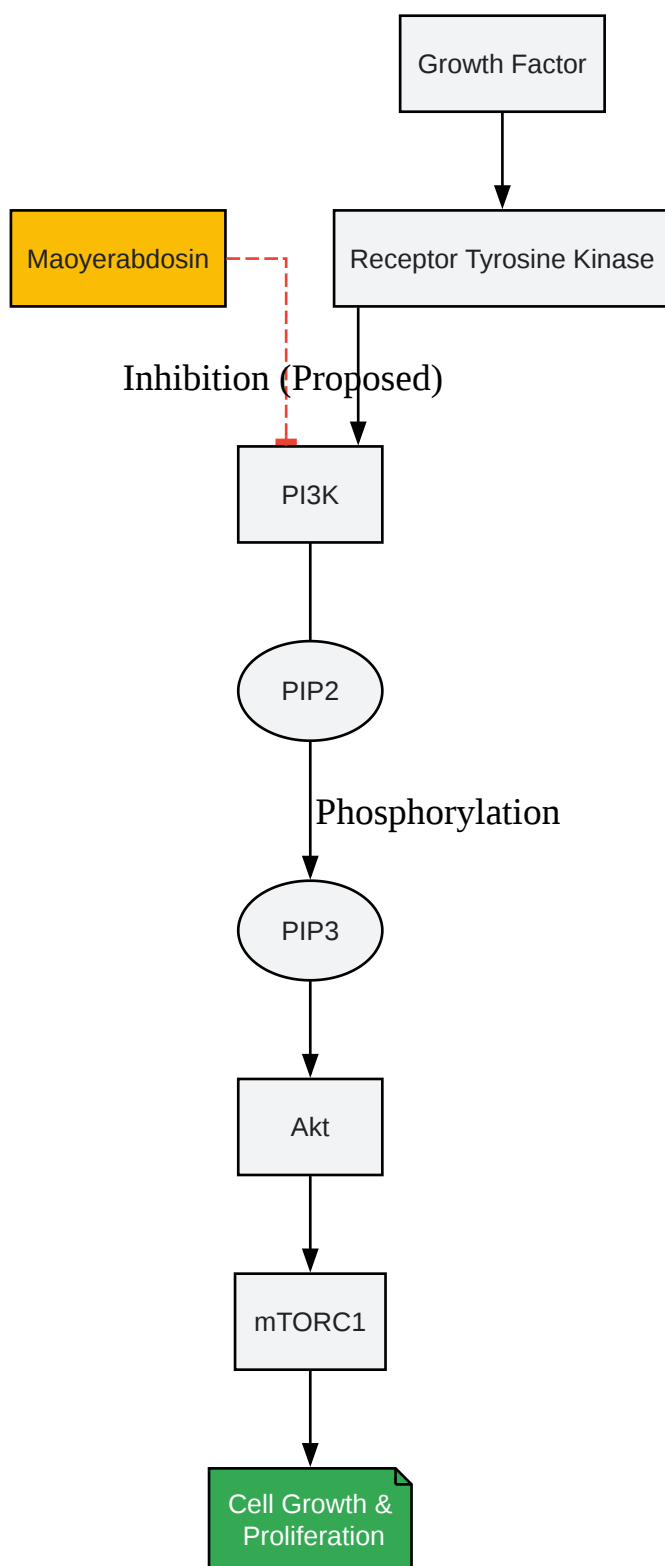 Growth Factor
Maoyerabdosin
Receptor Tyrosine Kinase
Inhibition (Proposed)
PI3K
PIP2
Phosphorylation
PIP3
Akt
mTORC1
Cell Growth &
Proliferation